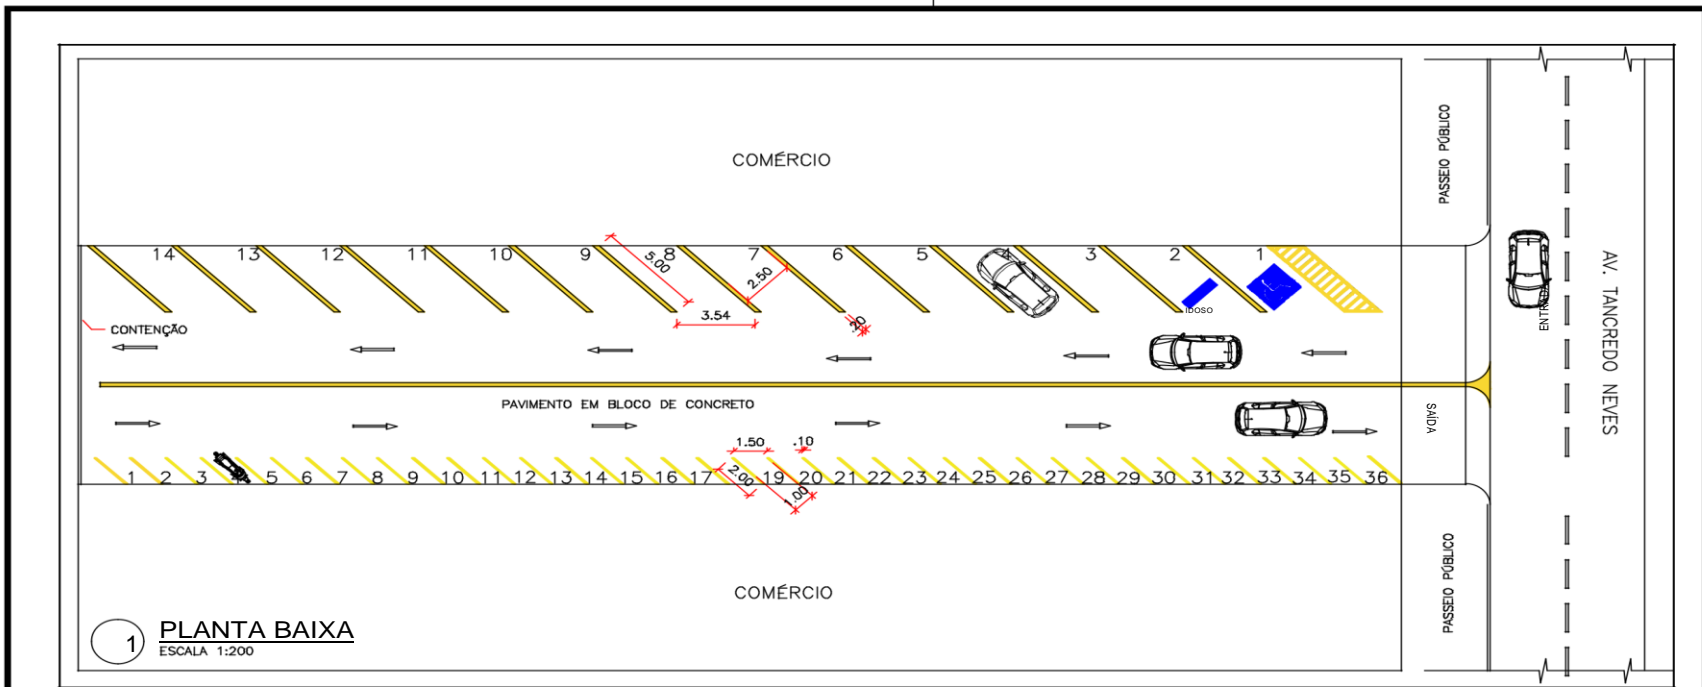 COMÉRCIO
PASSEIO PÚBLICO
14 13 12 11 10 9 8 7 6 5 3 2 1
5.00
2.50
3.54
.20
IDOSO
CONTENÇÃO
AV. TANCREDO NEVES
PAVIMENTO EM BLOCO DE CONCRETO
SAÍDA
1.50 .10
2.00
1.00
1 2 3 4 5 6 7 8 9 10 11 12 13 14 15 16 17 19 20 21 22 23 24 25 26 27 28 29 30 31 32 33 34 35 36
COMÉRCIO
PASSEIO PÚBLICO
1 PLANTA BAIXA
ESCALA 1:200